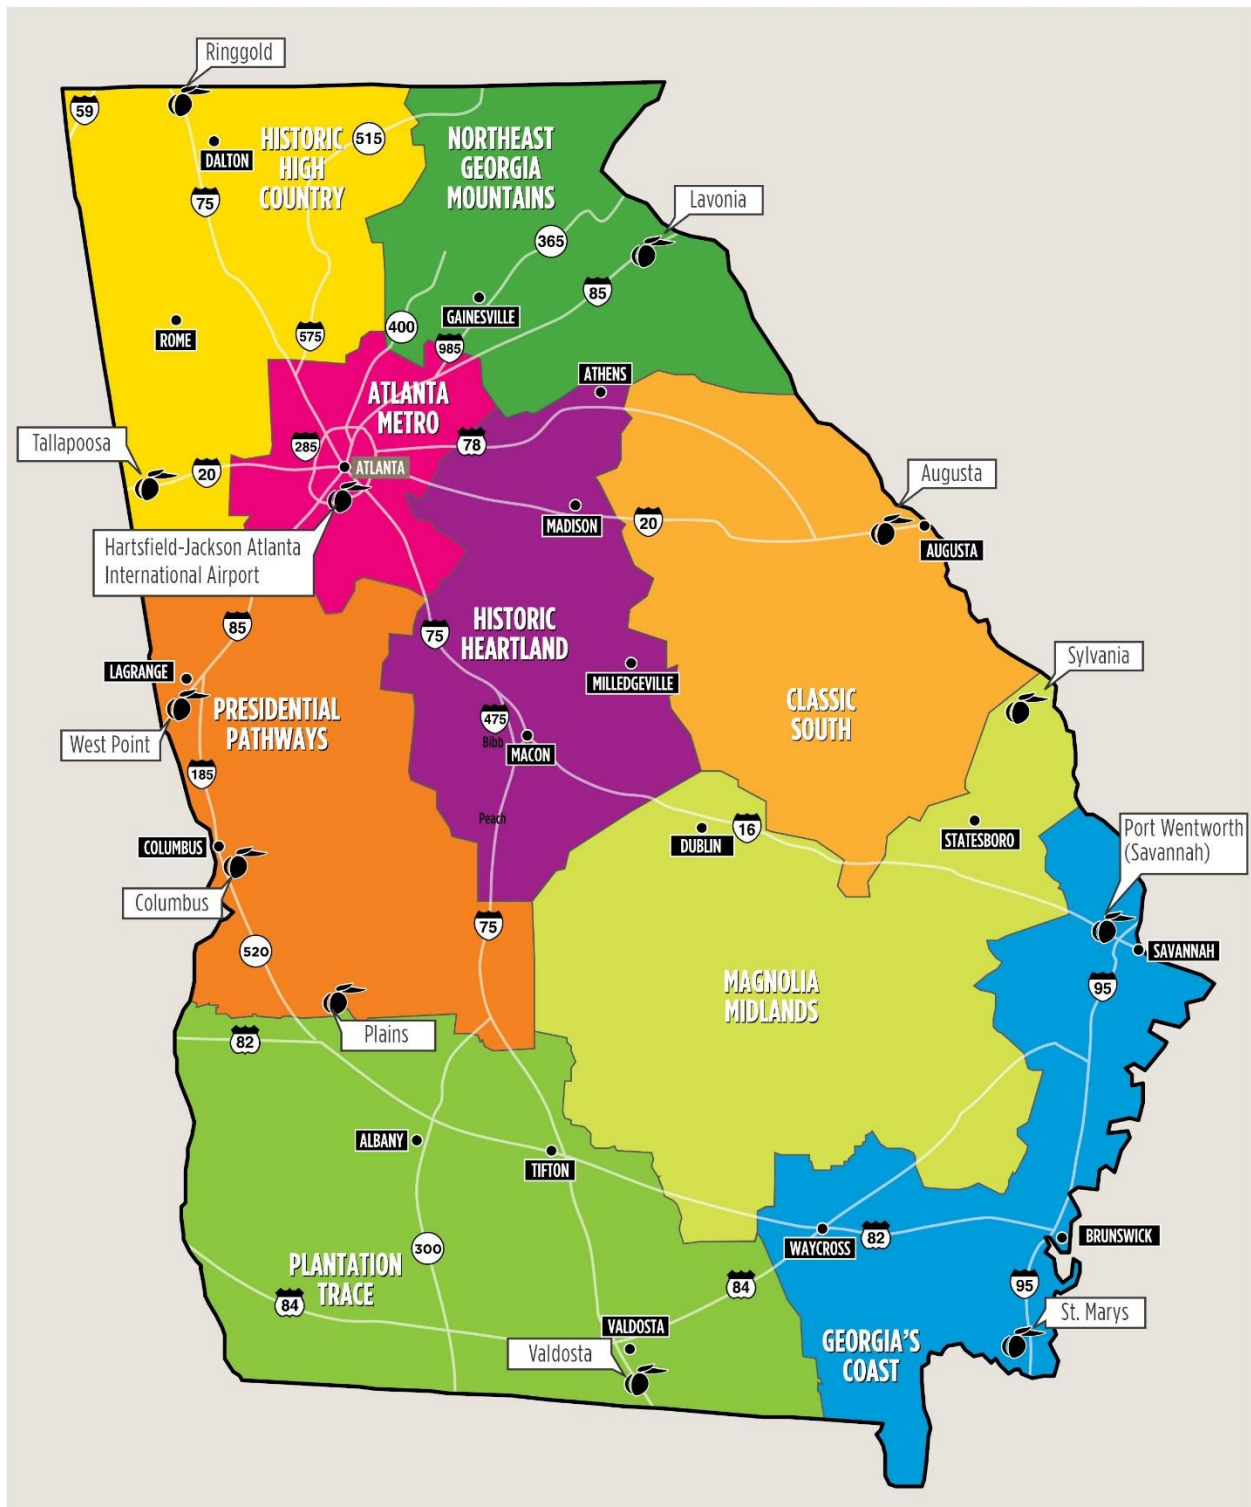 Ringgold
59
515
HISTORIC
HIGH
COUNTRY
NORTHEAST
GEORGIA
MOUNTAINS
DALTON
75
Lavonia
365
85
GAINESVILLE
ROME
575
400
985
ATHENS
ATLANTA
METRO
Tallapoosa
285
78
20
ATLANTA
Augusta
MADISON
20
AUGUSTA
Hartsfield-Jackson Atlanta
International Airport
85
75
HISTORIC
HEARTLAND
LAGRANGE
MILLEDGEVILLE
Sylvania
PRESIDENTIAL
PATHWAYS
CLASSIC
SOUTH
West Point
475
Bibb
MACON
185
Peach
16
DUBLIN
STATESBORO
Port Wentworth
(Savannah)
COLUMBUS
Columbus
75
520
SAVANNAH
MAGNOLIA
MIDLANDS
95
Plains
82
ALBANY
TIFTON
300
WAYCROSS
82
BRUNSWICK
PLANTATION
TRACE
84
84
95
VALDOSTA
St. Marys
Valdosta
GEORGIA'S
COAST